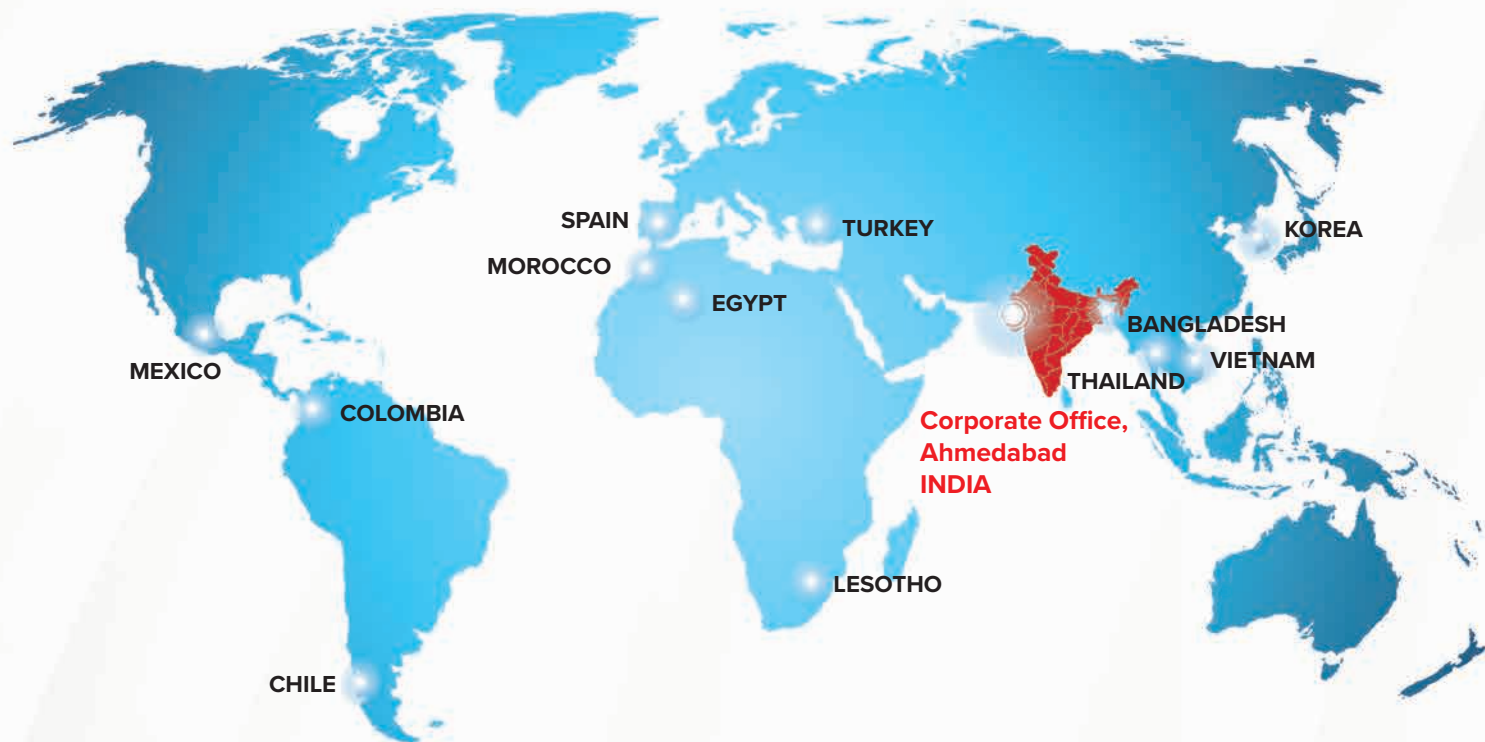 SPAIN
TURKEY
KOREA
MOROCCO
EGYPT
BANGLADESH
VIETNAM
MEXICO
THAILAND
COLOMBIA
Corporate Office,
Ahmedabad
INDIA
LESOTHO
CHILE